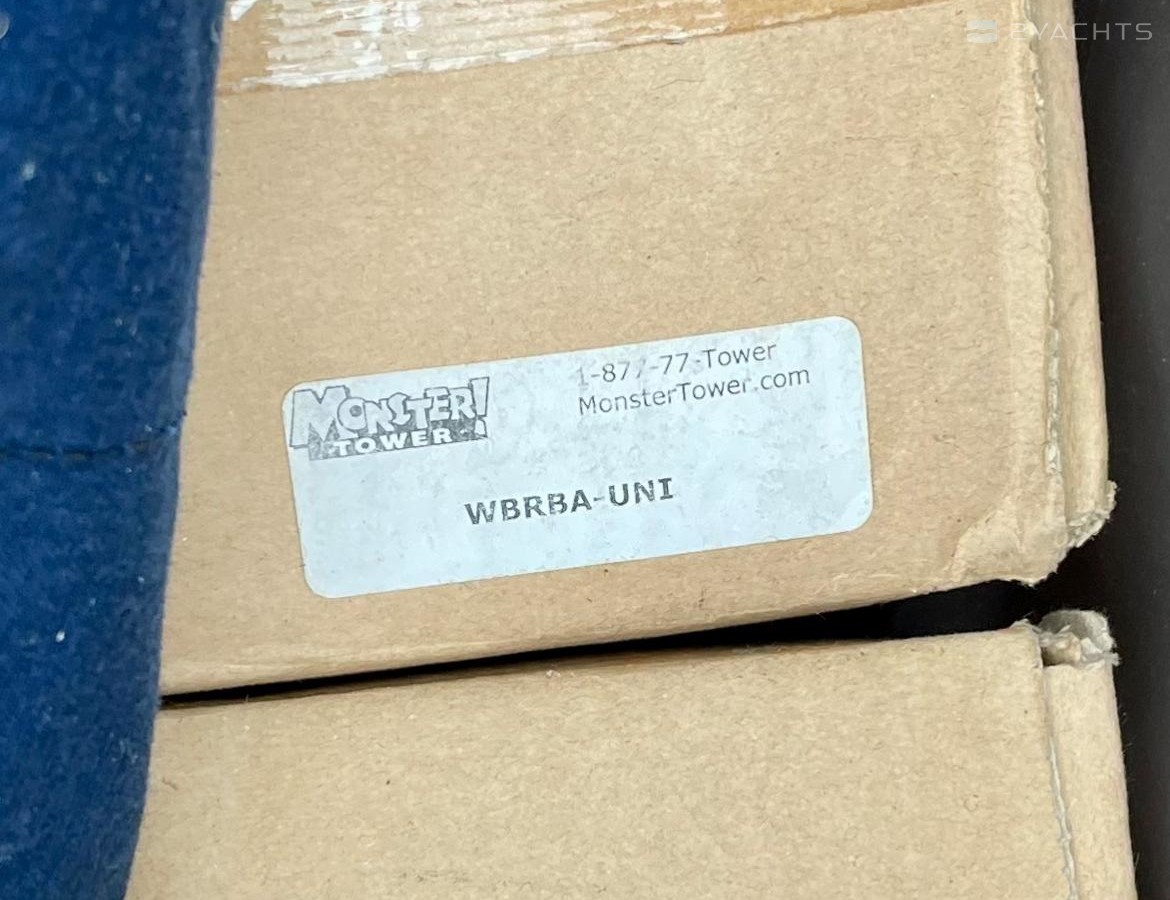 EYACHTS
MONSTER!
TOWER
1-877-77-Tower
MonsterTower.com
WBRBA-UNI